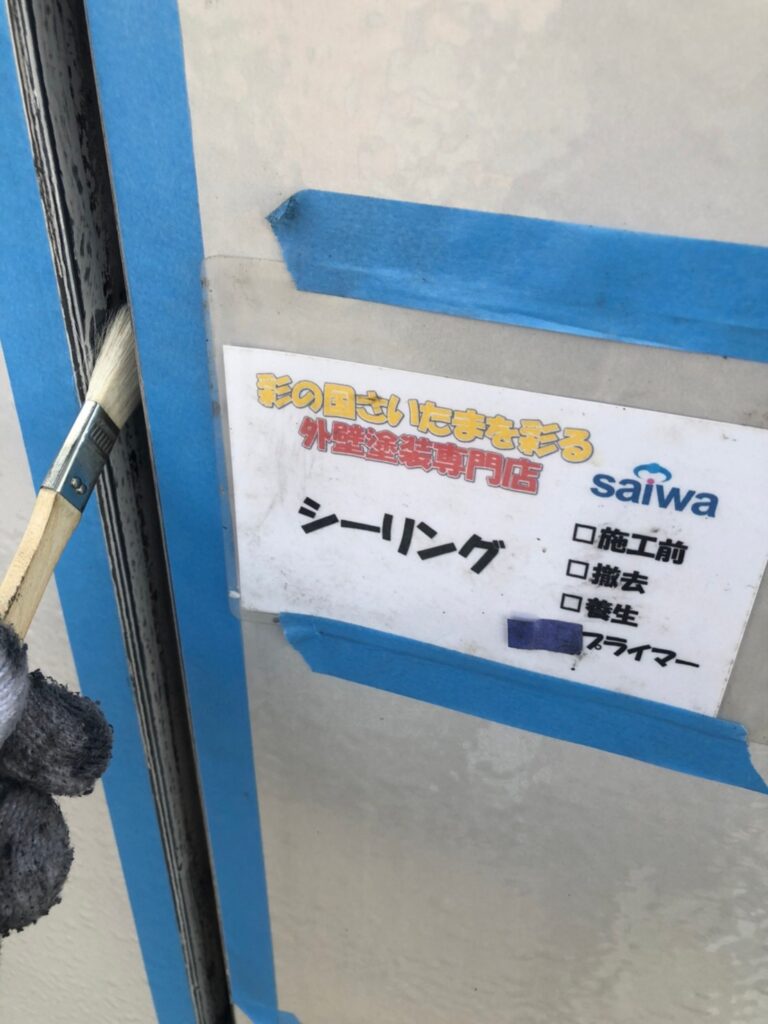 彩の国さいたまを彩る
外壁塗装専門店
saiwa
シーリング
□施工前
□撤去
□養生
プライマー